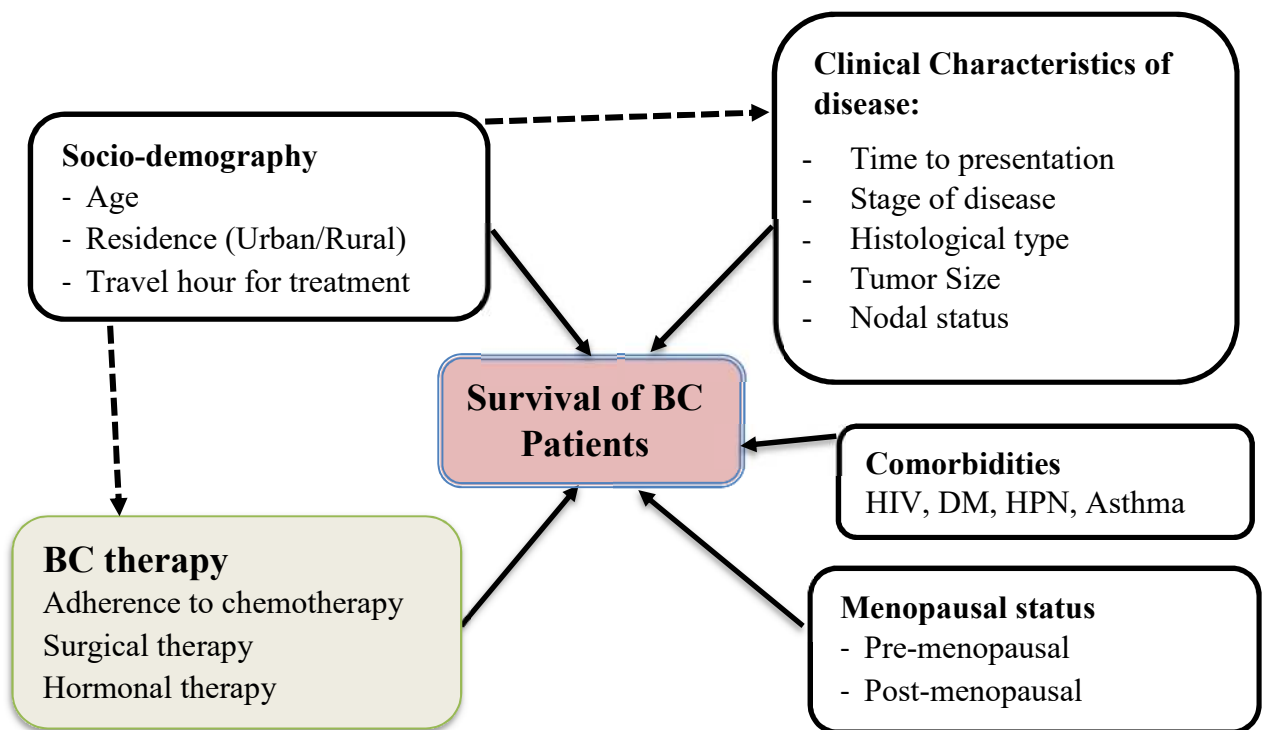 Socio-demography
- Age
- Residence (Urban/Rural)
- Travel hour for treatment
Clinical Characteristics of
disease:
- Time to presentation
- Stage of disease
- Histological type
- Tumor Size
- Nodal status
Survival of BC
Patients
Comorbidities
HIV, DM, HPN, Asthma
BC therapy
Adherence to chemotherapy
Surgical therapy
Hormonal therapy
Menopausal status
- Pre-menopausal
- Post-menopausal